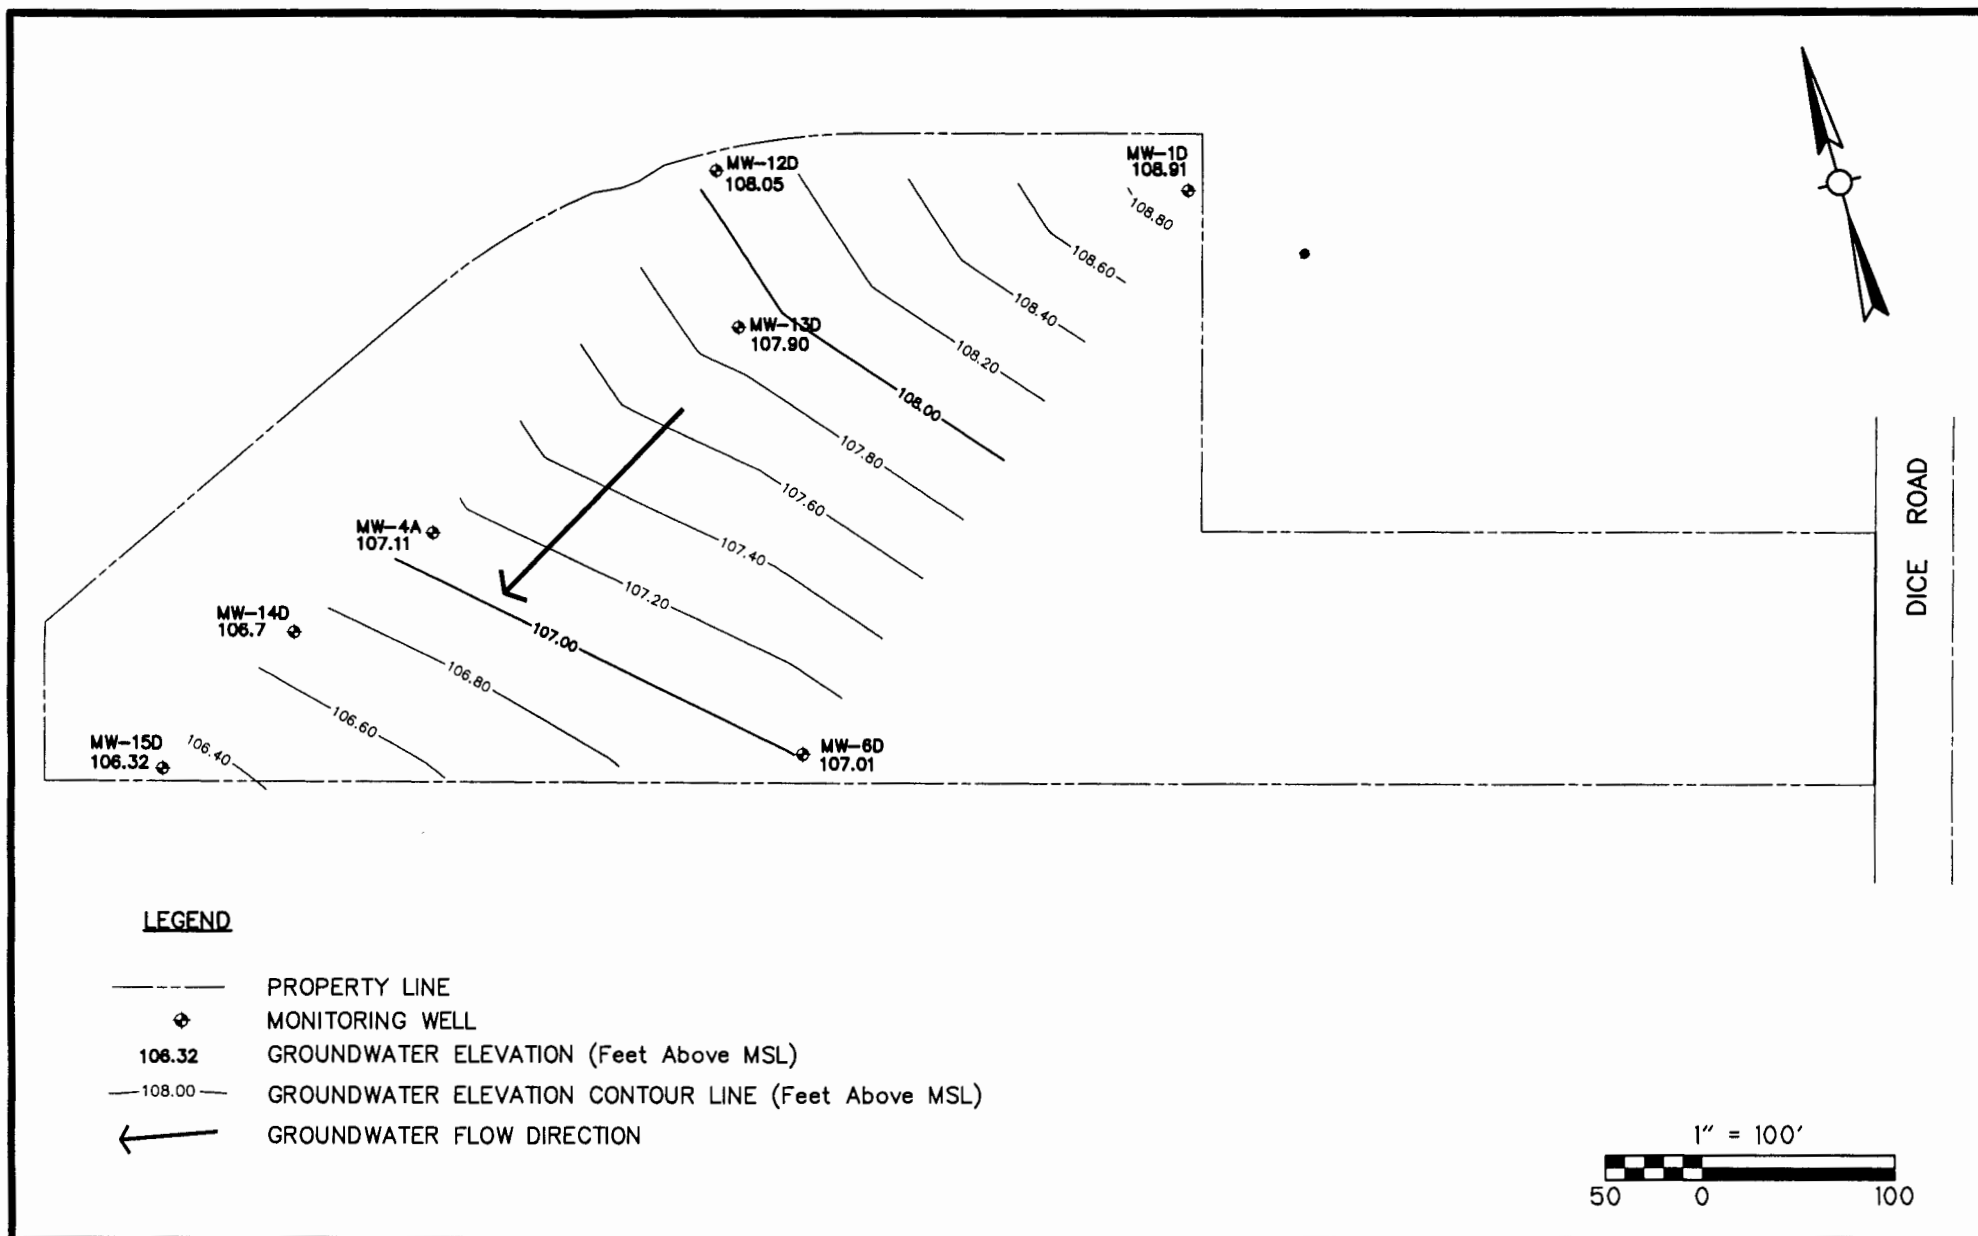 MW-12D
108.05
MW-1D
108.91
108.80
108.60
108.40
108.20
MW-13D
107.90
108.00
107.80
107.60
107.40
107.20
MW-4A
107.11
107.00
MW-14D
106.7
106.80
106.60
MW-15D
106.32
106.40
MW-6D
107.01
DICE ROAD
LEGEND
PROPERTY LINE
MONITORING WELL
106.32 GROUNDWATER ELEVATION (Feet Above MSL)
108.00 GROUNDWATER ELEVATION CONTOUR LINE (Feet Above MSL)
GROUNDWATER FLOW DIRECTION
1" = 100'
50 0 100